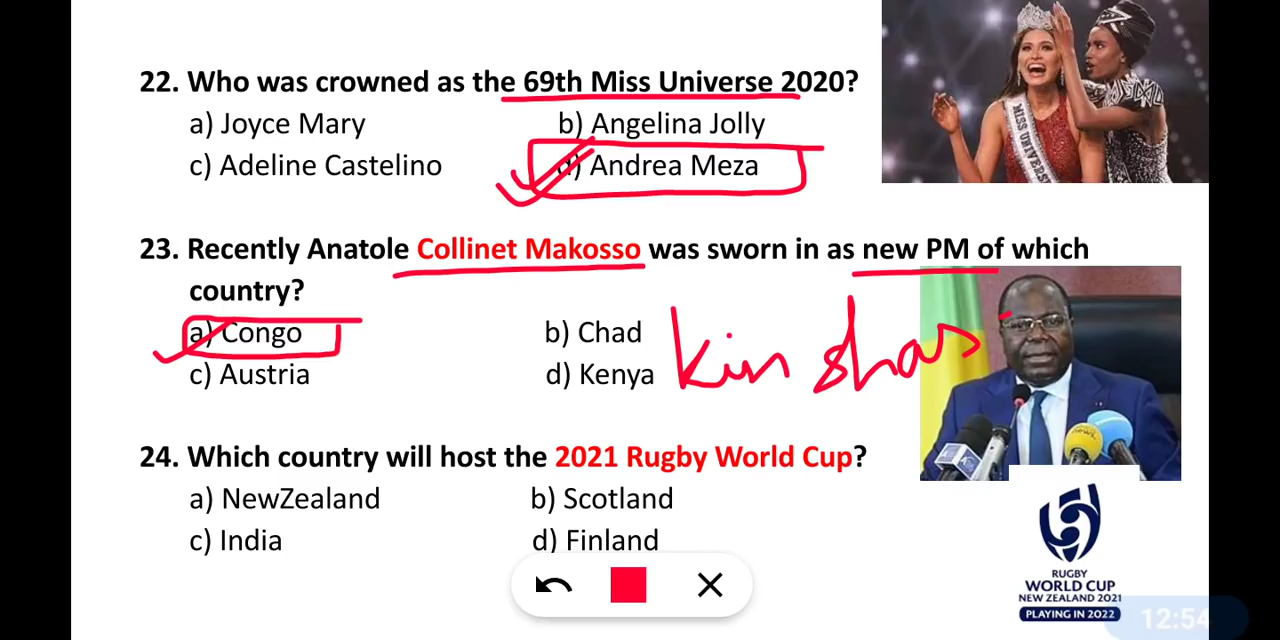 22. Who was crowned as the 69th Miss Universe 2020?
a) Joyce Mary b) Angelina Jolly
c) Adeline Castelino d) Andrea Meza
MISS UNIVERSE
23. Recently Anatole Collinet Makosso was sworn in as new PM of which
country?
a) Congo b) Chad
c) Austria d) Kenya
kin shas
24. Which country will host the 2021 Rugby World Cup?
a) NewZealand b) Scotland
c) India d) Finland
RUGBY
WORLD CUP
NEW ZEALAND 2021
PLAYING IN 2022
12:54